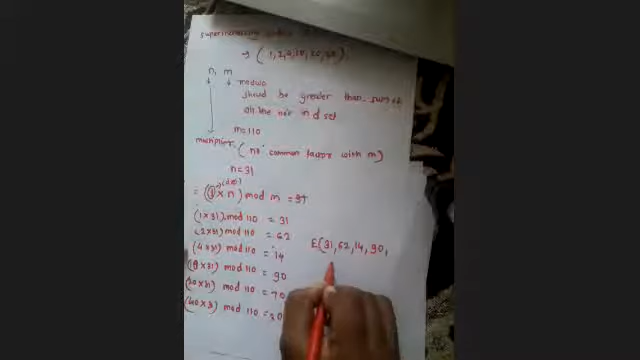 superincreasing
→ (1,2,4,10,20,40)
n, m
↓ modulo
should be greater than sum of
all the no's in d set
m=110
multiplier (no common factor with m)
n=31
= (1 × n) mod m = 31
(1×31) mod 110 = 31
(2×31) mod 110 = 62
(4×31) mod 110 = 14
E(31,62,14,90,
×31) mod 110 = 90
×31) mod 110 = 70
(40×31) mod 110 = 30